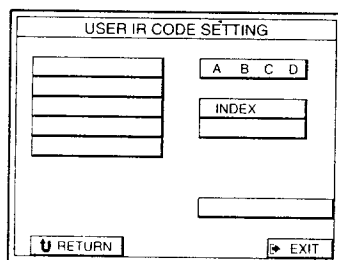 USER IR CODE SETTING
A B C D
INDEX
RETURN
EXIT